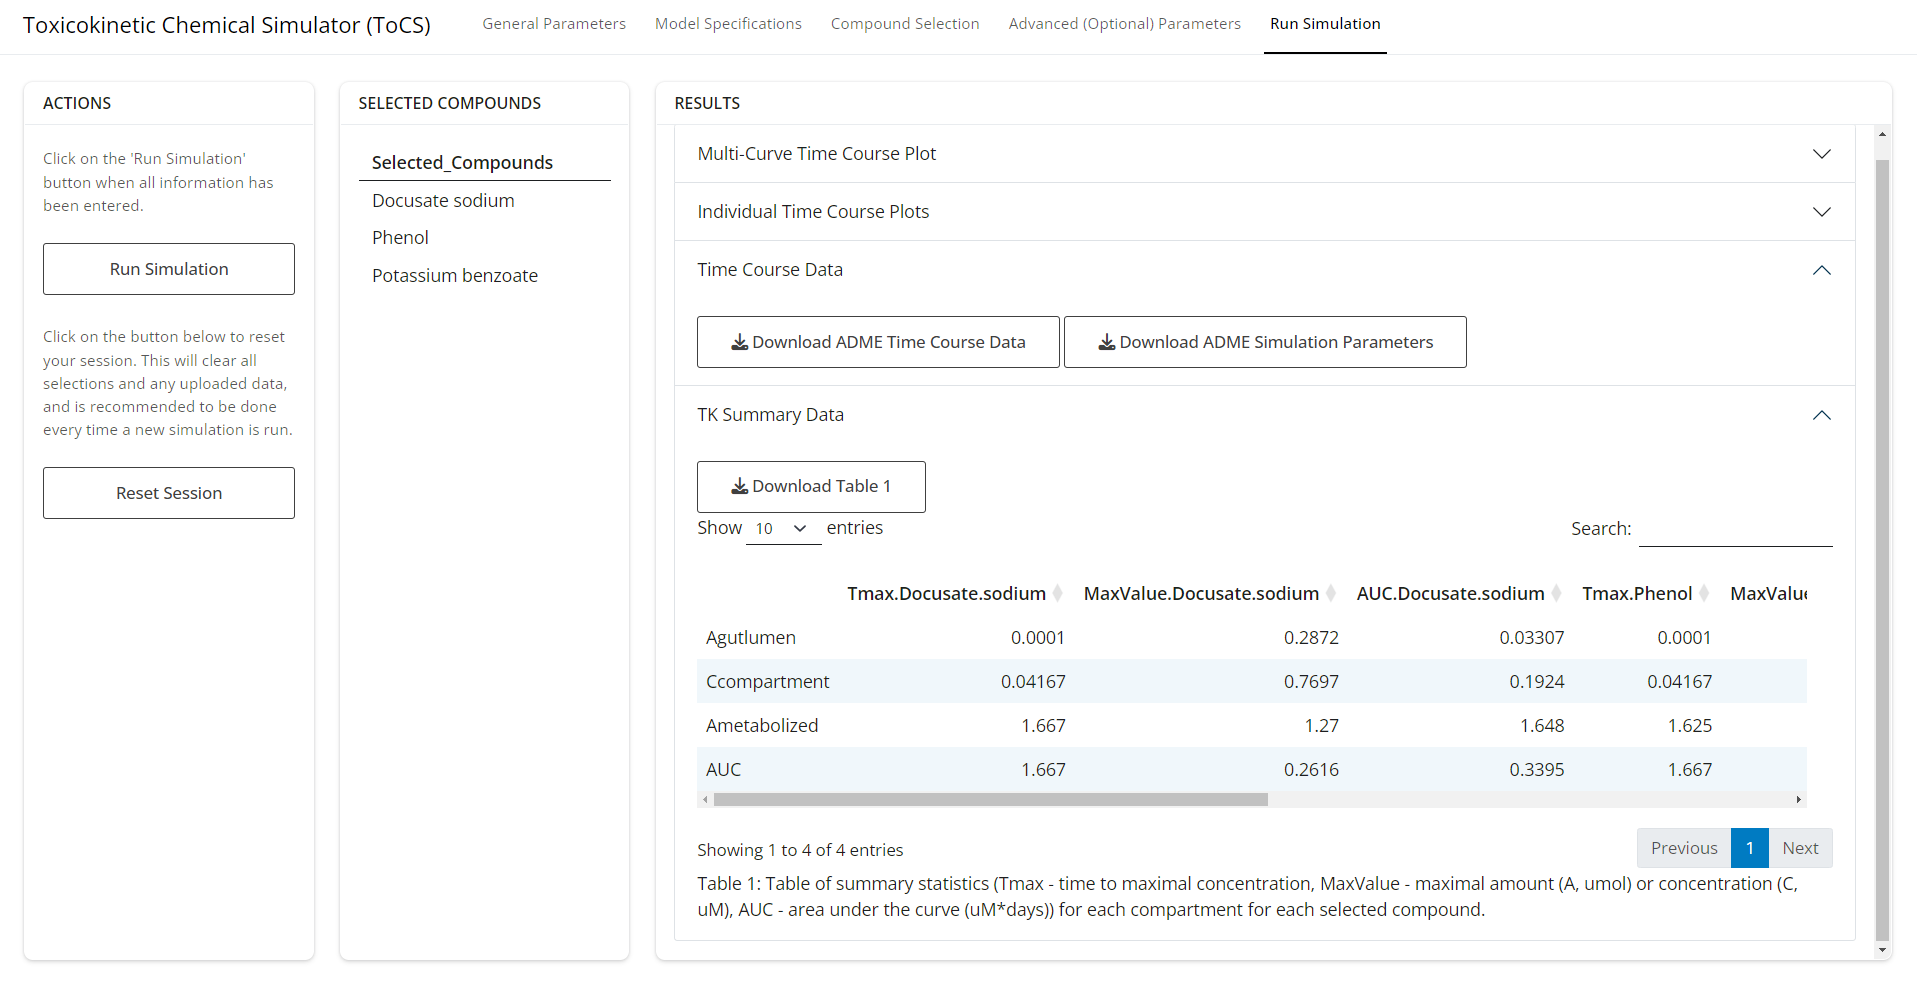 Toxicokinetic Chemical Simulator (ToCS)
General Parameters
Model Specifications
Compound Selection
Advanced (Optional) Parameters
Run Simulation
ACTIONS
Click on the 'Run Simulation'
button when all information has
been entered.
Run Simulation
Click on the button below to reset
your session. This will clear all
selections and any uploaded data,
and is recommended to be done
every time a new simulation is run.
Reset Session
SELECTED COMPOUNDS
Selected_Compounds
Docusate sodium
Phenol
Potassium benzoate
RESULTS
Multi-Curve Time Course Plot
Individual Time Course Plots
Time Course Data
Download ADME Time Course Data
Download ADME Simulation Parameters
TK Summary Data
Download Table 1
Show 10 entries
Search:
Tmax.Docusate.sodium MaxValue.Docusate.sodium AUC.Docusate.sodium Tmax.Phenol MaxValue
Agutlumen 0.0001 0.2872 0.03307 0.0001
Ccompartment 0.04167 0.7697 0.1924 0.04167
Ametabolized 1.667 1.27 1.648 1.625
AUC 1.667 0.2616 0.3395 1.667
Showing 1 to 4 of 4 entries
Previous 1 Next
Table 1: Table of summary statistics (Tmax - time to maximal concentration, MaxValue - maximal amount (A, umol) or concentration (C,
uM), AUC - area under the curve (uM*days)) for each compartment for each selected compound.